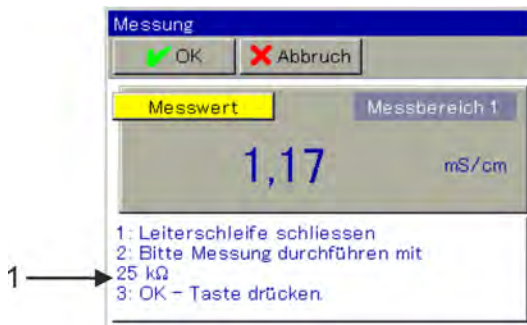 Messung
OK Abbruch
Messwert Messbereich 1
1,17 mS/cm
1: Leiterschleife schliessen
2: Bitte Messung durchführen mit
1 25 kΩ
3: OK - Taste drücken